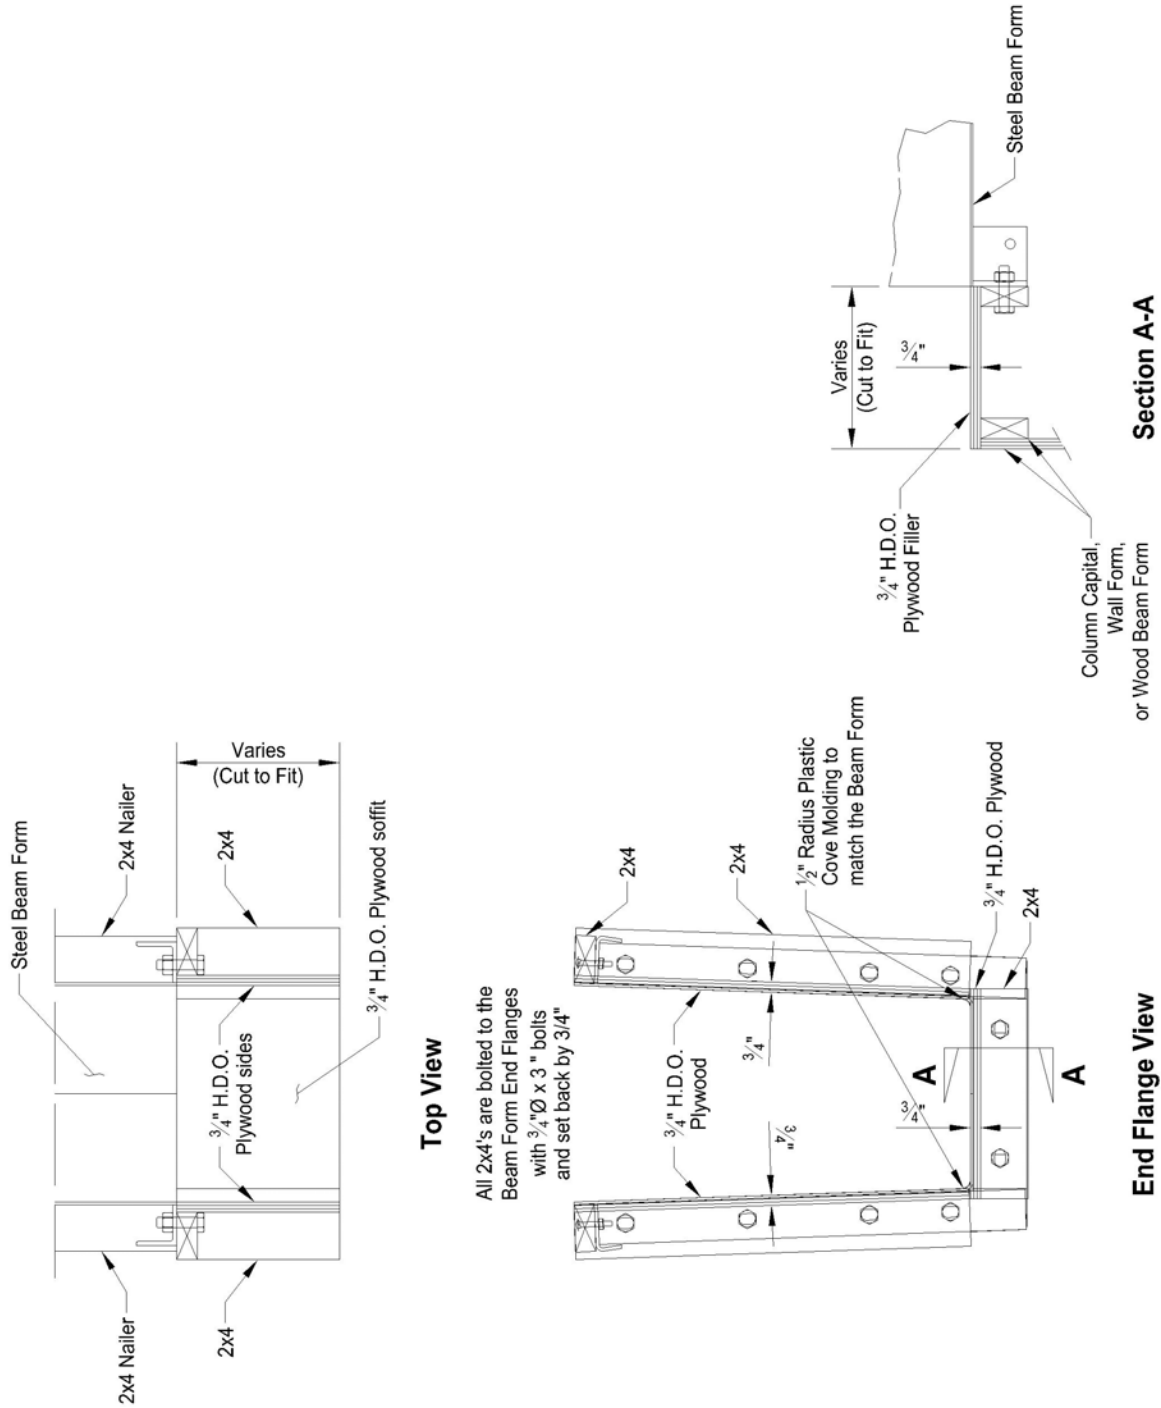 Steel Beam Form
2x4 Nailer
2x4 Nailer
Varies
(Cut to Fit)
2x4
2x4
3/4" H.D.O.
Plywood sides
3/4" H.D.O. Plywood soffit
Top View
All 2x4's are bolted to the
Beam Form End Flanges
with 3/4"Ø x 3 " bolts
and set back by 3/4"
2x4
2x4
3/4" H.D.O.
Plywood
3/4"
3/4"
1/2" Radius Plastic
Cove Molding to
match the Beam Form
3/4"
A
A
3/4" H.D.O. Plywood
2x4
End Flange View
Varies
(Cut to Fit)
3/4"
3/4" H.D.O.
Plywood Filler
Steel Beam Form
Column Capital,
Wall Form,
or Wood Beam Form
Section A-A